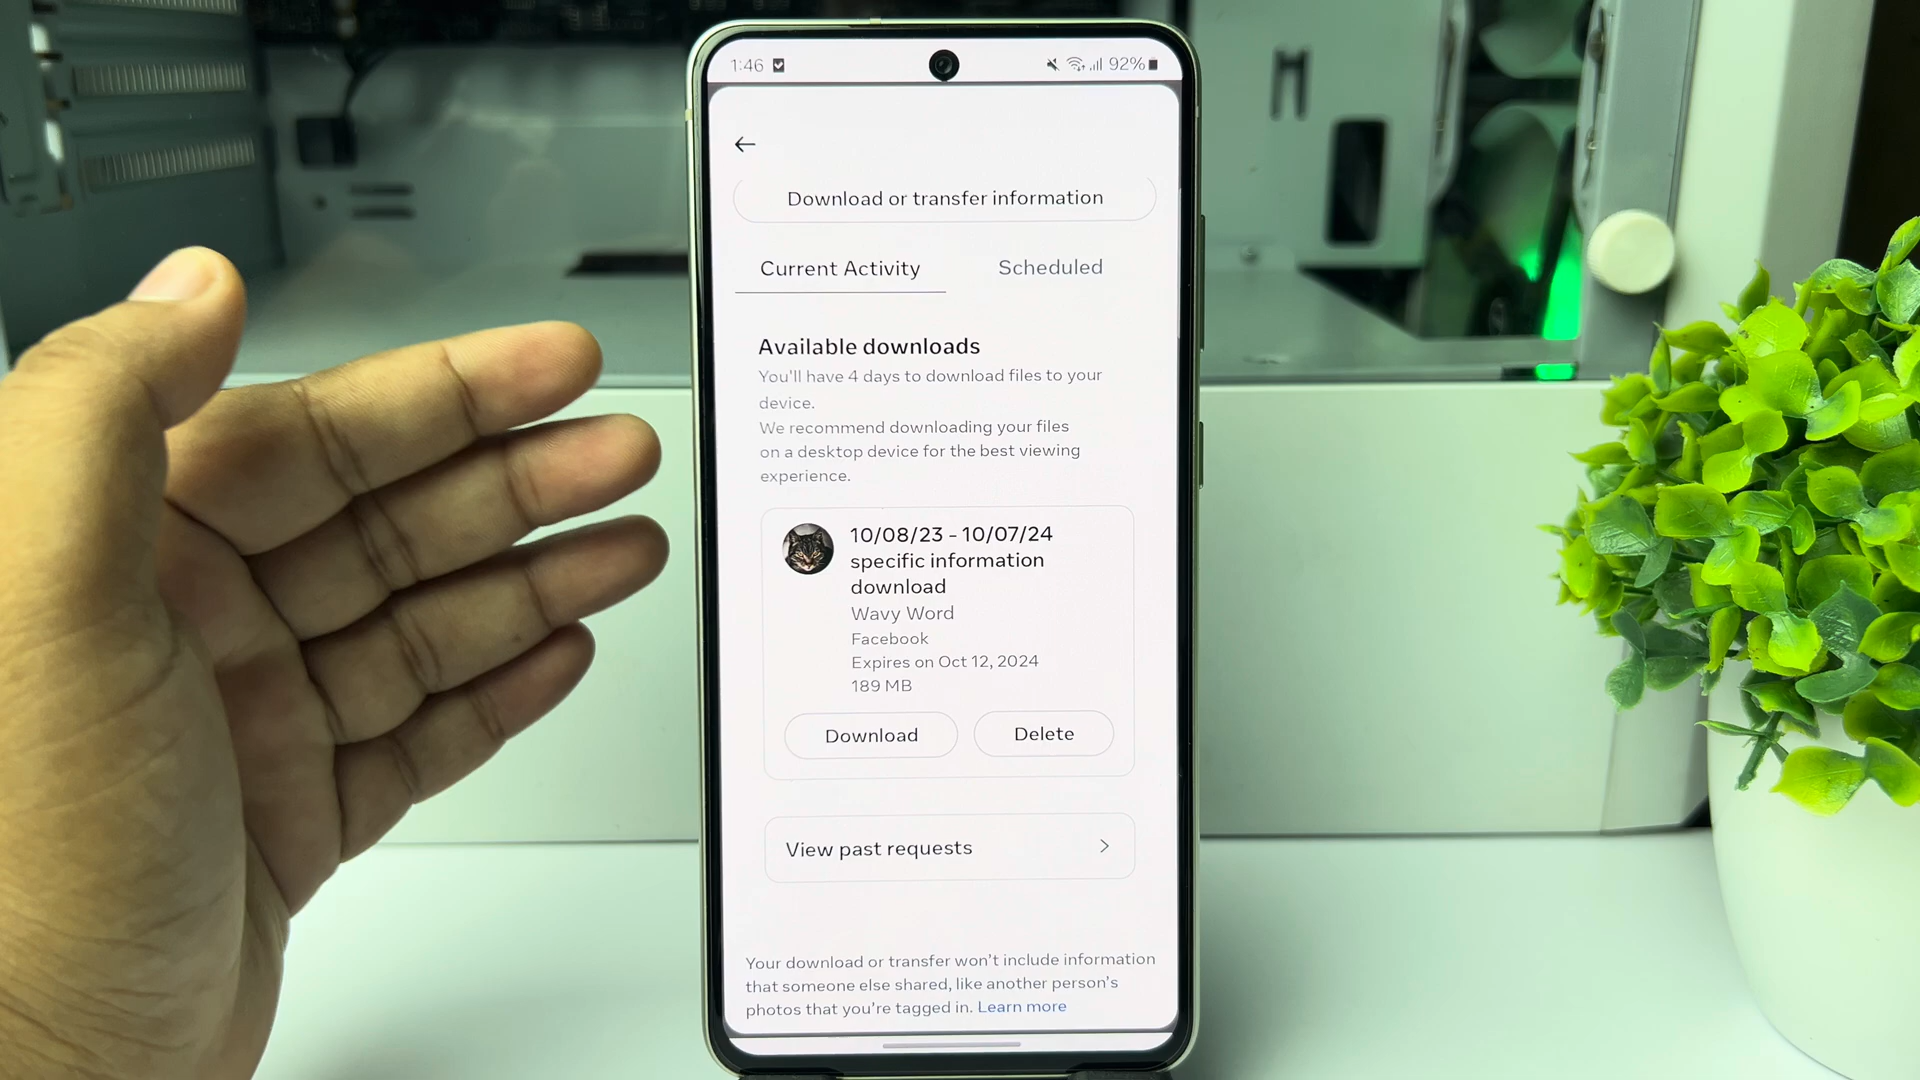 1:46 92%
Download or transfer information
Current Activity Scheduled
Available downloads
You'll have 4 days to download files to your
device.
We recommend downloading your files
on a desktop device for the best viewing
experience.
10/08/23 - 10/07/24
specific information
download
Wavy Word
Facebook
Expires on Oct 12, 2024
189 MB
Download Delete
View past requests
Your download or transfer won't include information
that someone else shared, like another person's
photos that you're tagged in. Learn more